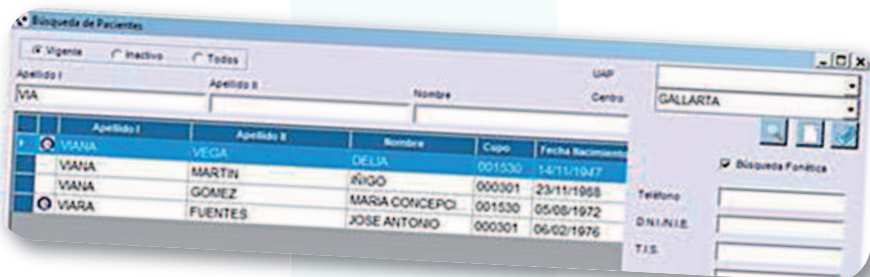 Búsqueda de Pacientes
Vigente Inactivo Todos
UAP
Apellido I Apellido II Nombre Centro GALLARTA
VIA
Apellido I Apellido II Nombre Cupo Fecha Nacimiento
VIANA VEGA DELIA 001530 14/11/1947
VIANA MARTIN IÑIGO 000301 23/11/1968
VIANA GOMEZ MARIA CONCEPCI 001530 05/08/1972
VIARA FUENTES JOSE ANTONIO 000301 06/02/1976
Búsqueda Fonética
Teléfono
D.N.I./N.I.E.
T.I.S.